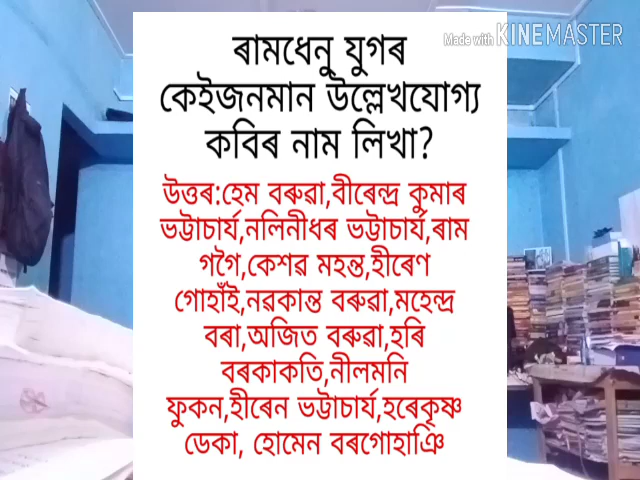 Made with KINEMASTER
ৰামধেনু যুগৰ
কেইজনমান উল্লেখযোগ্য
কবিৰ নাম লিখা?
উত্তৰ:হেম বৰুৱা,বীৰেন্দ্ৰ কুমাৰ
ভট্টাচাৰ্য,নলিনীধৰ ভট্টাচাৰ্য,ৰাম
গগৈ,কেশৱ মহন্ত,হীৰেণ
গোহাঁই,নৱকান্ত বৰুৱা,মহেন্দ্ৰ
বৰা,অজিত বৰুৱা,হৰি
বৰকাকতি,নীলমনি
ফুকন,হীৰেন ভট্টাচাৰ্য,হৰেকৃষ্ণ
ডেকা, হোমেন বৰগোহাঞি